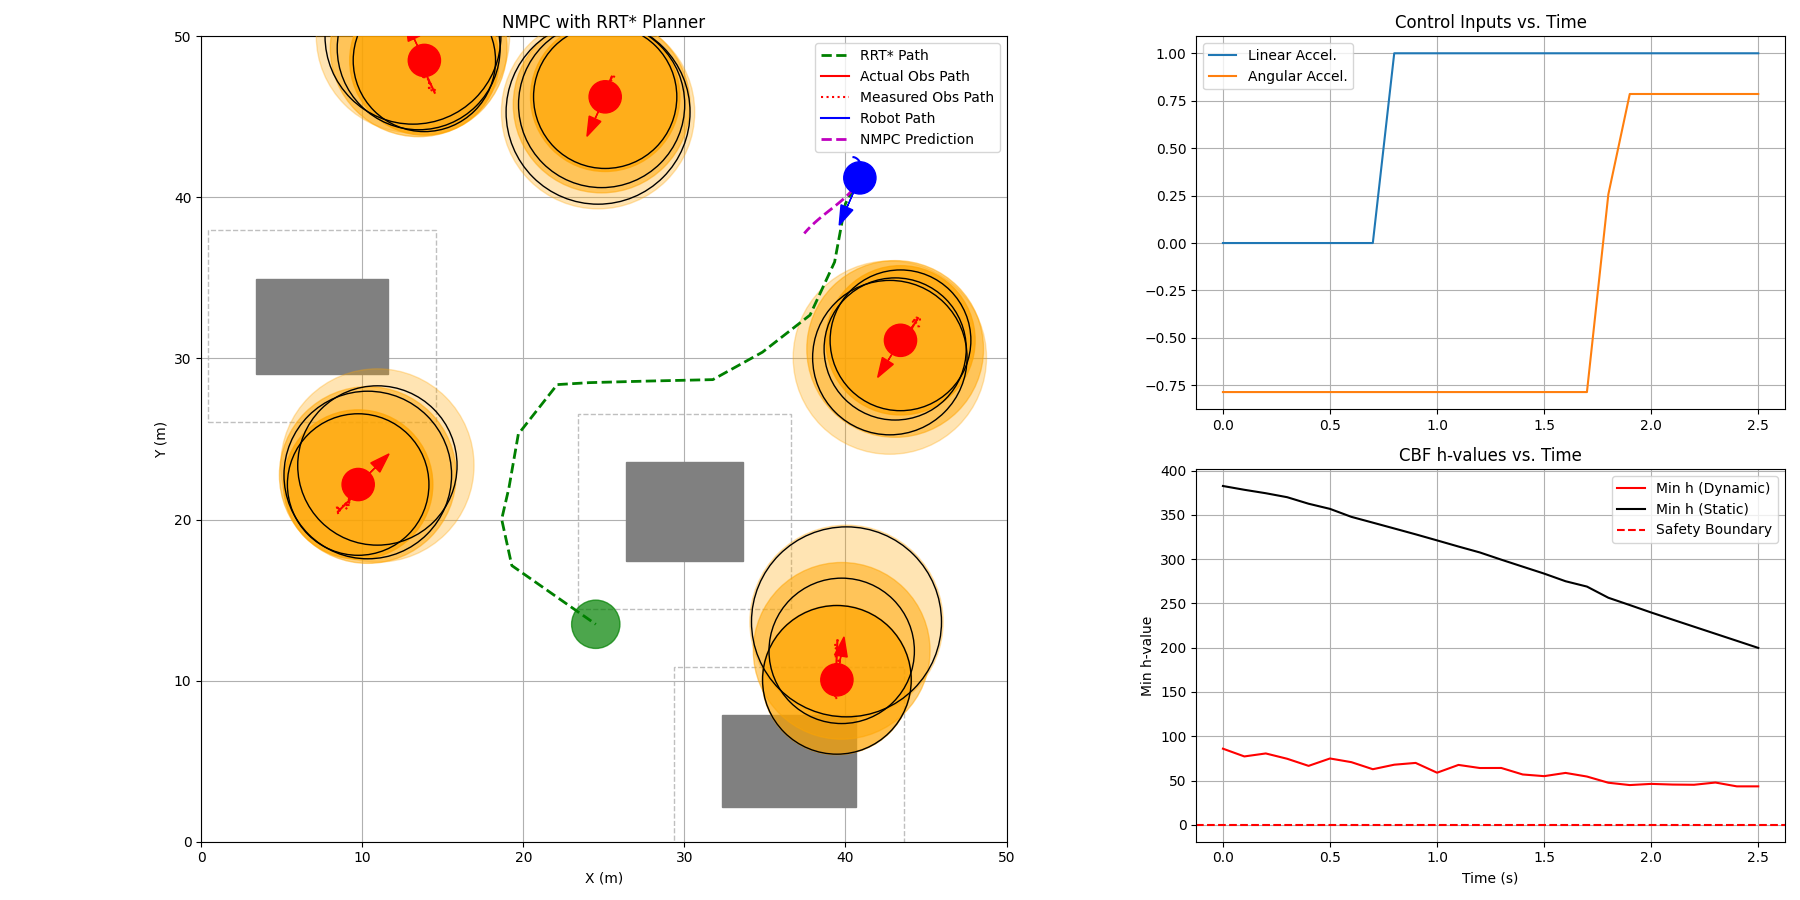 NMPC with RRT* Planner
50
40
30
20
10
0
Y (m)
0 10 20 30 40 50
X (m)
RRT* Path
Actual Obs Path
Measured Obs Path
Robot Path
NMPC Prediction
Control Inputs vs. Time
1.00
0.75
0.50
0.25
0.00
−0.25
−0.50
−0.75
Linear Accel.
Angular Accel.
0.0 0.5 1.0 1.5 2.0 2.5
CBF h-values vs. Time
400
350
300
250
200
150
100
50
0
Min h-value
Min h (Dynamic)
Min h (Static)
Safety Boundary
0.0 0.5 1.0 1.5 2.0 2.5
Time (s)